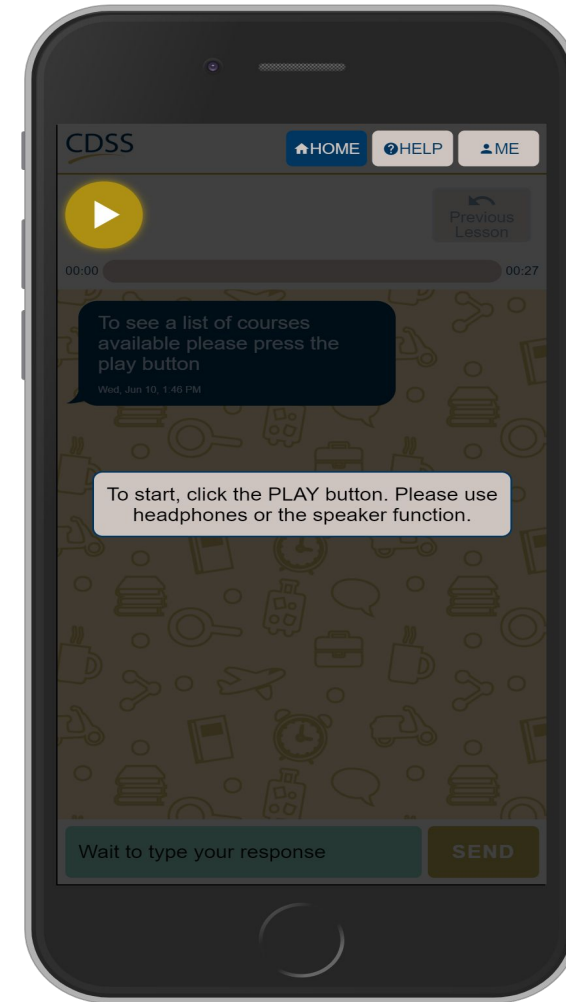 CDSS
HOME
HELP
ME
Previous
Lesson
00:00
00:27
To see a list of courses
available please press the
play button
Wed, Jun 10, 1:46 PM
To start, click the PLAY button. Please use
headphones or the speaker function.
Wait to type your response
SEND